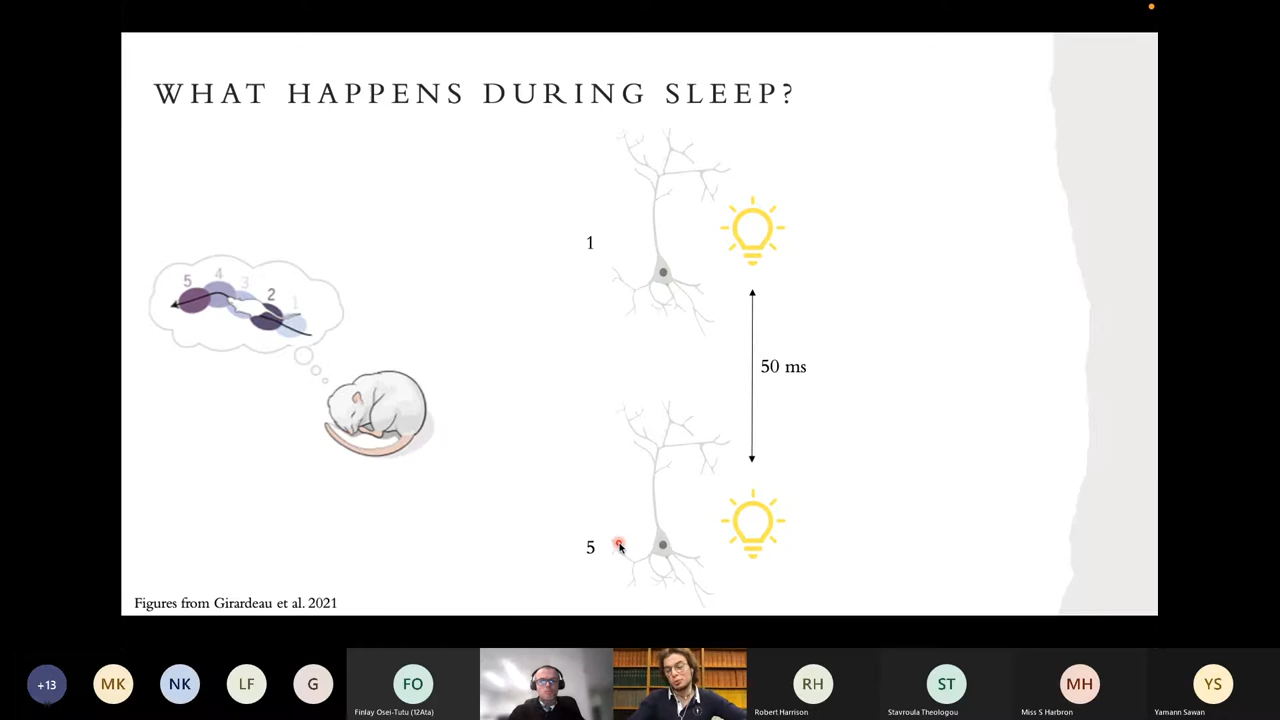 WHAT HAPPENS DURING SLEEP?
1
5 4 3 2 1
50 ms
5
Figures from Girardeau et al. 2021
+13 MK NK LF G FO RH ST MH YS
Finlay Osei-Tutu (12Ata) Robert Harrison Stavroula Theologou Miss S Harbron Yamann Sawan